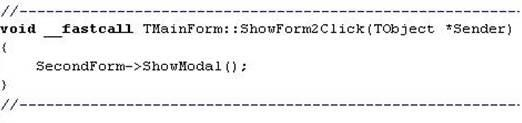 //---------------------------------------------------------------------------
void __fastcall TMainForm::ShowForm2Click(TObject *Sender)
{
    SecondForm->ShowModal();
}
//---------------------------------------------------------------------------